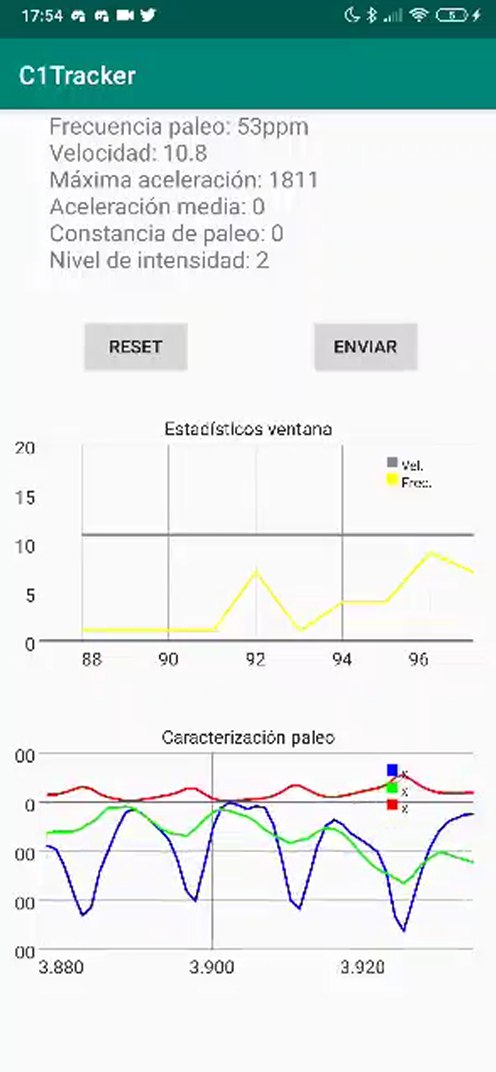 17:54
5
C1Tracker
Frecuencia paleo: 53ppm
Velocidad: 10.8
Máxima aceleración: 1811
Aceleración media: 0
Constancia de paleo: 0
Nivel de intensidad: 2
RESET ENVIAR
Estadísticos ventana
20
15
10
5
0
Vel.
Frec.
88 90 92 94 96
Caracterización paleo
00
0
00
00
00
x
x
x
3.880 3.900 3.920